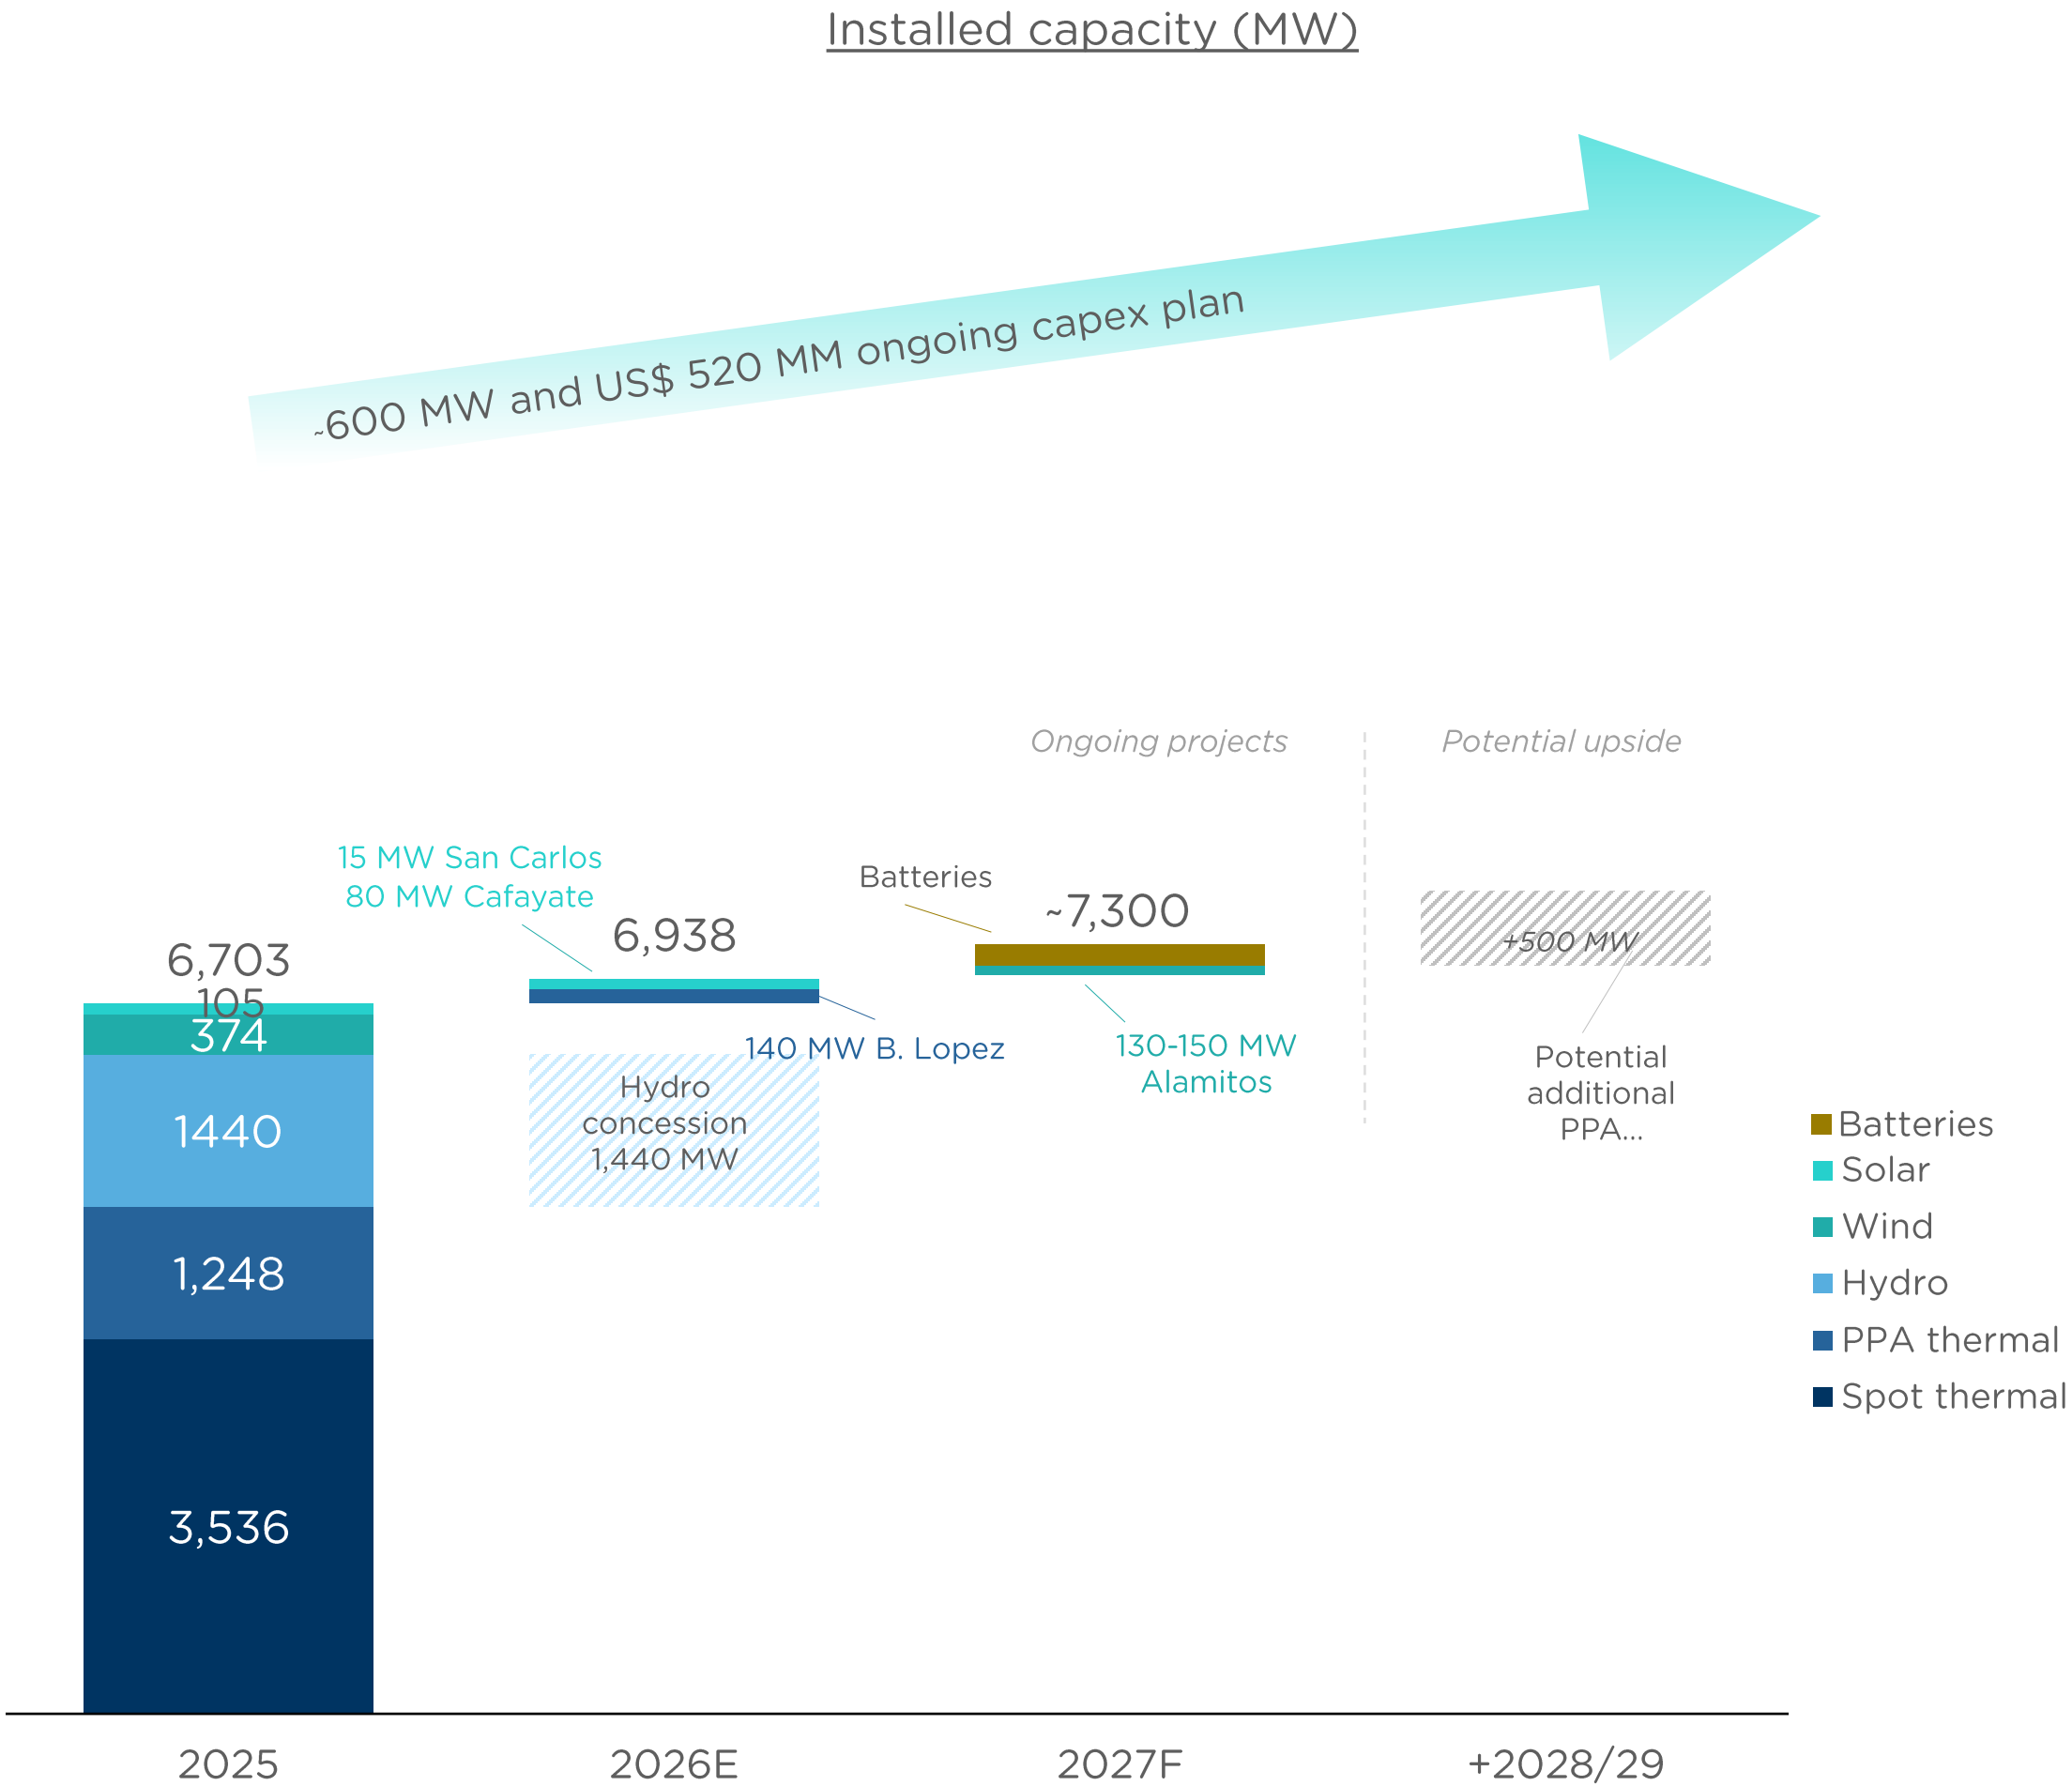 Installed capacity (MW)
~600 MW and US$ 520 MM ongoing capex plan
Ongoing projects
Potential upside
15 MW San Carlos
80 MW Cafayate
Batteries
~7,300
6,938
6,703
105
374
1440
1,248
3,536
140 MW B. Lopez
Hydro
concession
1,440 MW
130-150 MW
Alamitos
+500 MW
Potential
additional
PPA...
Batteries
Solar
Wind
Hydro
PPA thermal
Spot thermal
2025
2026E
2027F
+2028/29